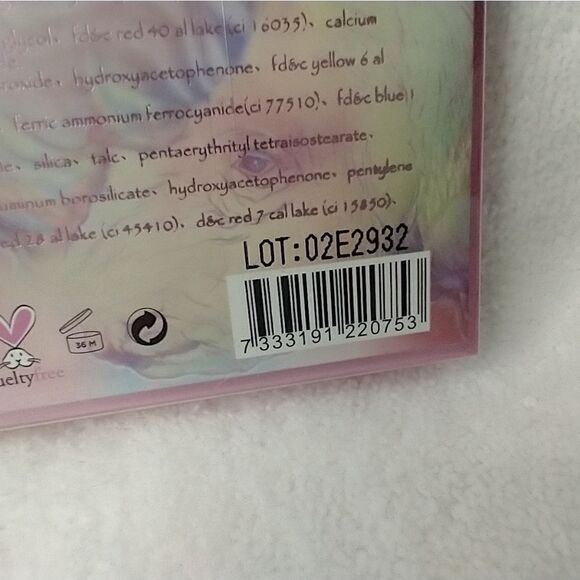 glycol、 fd&c red 40 al lake (ci 16035)、 calcium
hydroxyacetophenone、 fd&c yellow 6 al
ferric ammonium ferrocyanide(ci 77510)、 fd&c blue 1
silica、 talc、 pentaerythrityl tetraisostearate、
borosilicate、 hydroxyacetophenone、 pentylene
28 al lake (ci 45410)、 d&c red 7 cal lake (ci 15850)、
LOT:02E2932
36 M
7 333191 220753
free